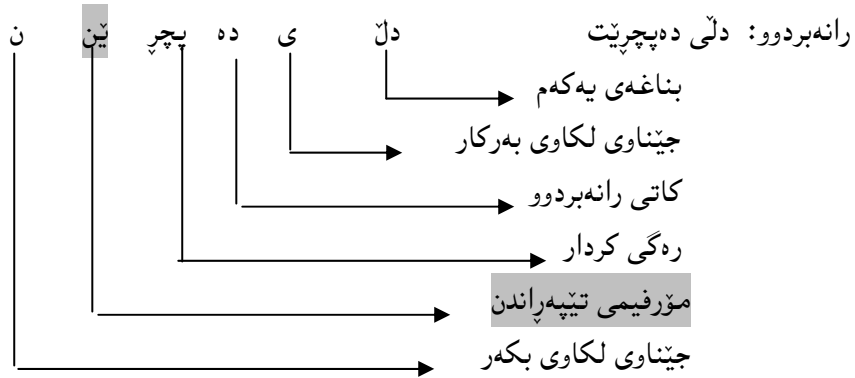 رانەبردوو: دڵی دەپچڕێت دڵ ی دە پچڕ ێن ن
بناغەی یەکەم
جێناوی لکاوی بەرکار
کاتی رانەبردوو
رەگی کردار
مۆرفیمی تێپەڕاندن
جێناوی لکاوی بکەر